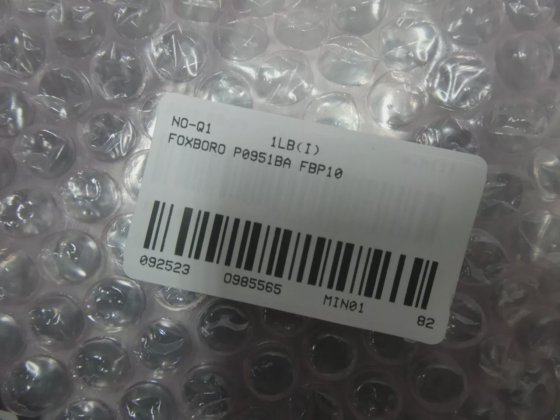 NO-Q1 1LB(I)
FOXBORO P0951BA FBP10
092523 0985565 MIN01 82